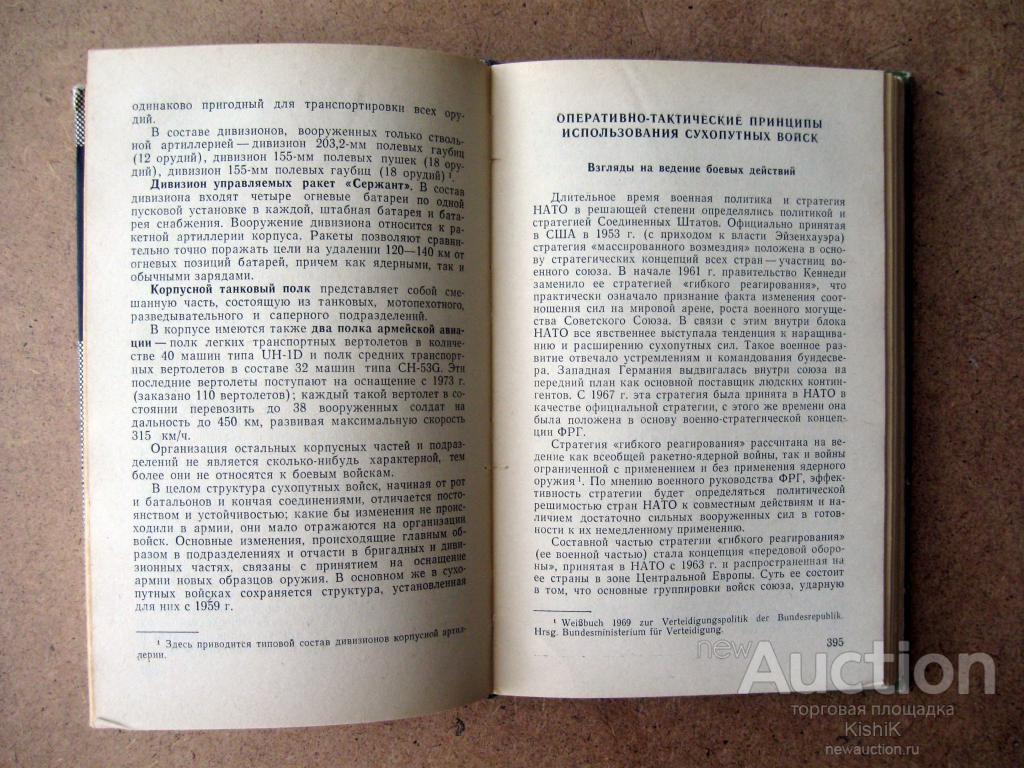 одинаково пригодный для транспортировки всех ору-
дий.
В составе дивизионов, вооруженных только стволь-
ной артиллерией — дивизион 203,2-мм полевых гаубиц
(12 орудий), дивизион 155-мм полевых пушек (18 ору-
дий), дивизион 155-мм полевых гаубиц (18 орудий) ¹.
Дивизион управляемых ракет «Сержант». В состав
дивизиона входят четыре огневые батареи по одной
пусковой установке в каждой, штабная батарея и бата-
рея снабжения. Вооружение дивизиона относится к ра-
кетной артиллерии корпуса. Ракеты позволяют сравни-
тельно точно поражать цели на удалении 120—140 км от
огневых позиций батарей, причем как ядерными, так и
обычными зарядами.
Корпусной танковый полк представляет собой сме-
шанную часть, состоящую из танковых, мотопехотного,
разведывательного и саперного подразделений.
В корпусе имеются также два полка армейской авиа-
ции — полк легких транспортных вертолетов в количе-
стве 40 машин типа UH-1D и полк средних транспорт-
ных вертолетов в составе 32 машин типа CH-53G. Эти
последние вертолеты поступают на оснащение с 1973 г.
(заказано 110 вертолетов); каждый такой вертолет в со-
стоянии перевозить до 38 вооруженных солдат на
дальность до 450 км, развивая максимальную скорость
315 км/ч.
Организация остальных корпусных частей и подраз-
делений не является сколько-нибудь характерной, тем
более они не относятся к боевым войскам.
В целом структура сухопутных войск, начиная от рот
и батальонов и кончая соединениями, отличается посто-
янством и устойчивостью; какие бы изменения не проис-
ходили в армии, они мало отражаются на организации
войск. Основные изменения, происходящие главным об-
разом в подразделениях и отчасти в бригадных и диви-
зионных частях, связаны с принятием на оснащение
армии новых образцов оружия. В основном же в сухо-
путных войсках сохраняется структура, установленная
для них с 1959 г.
¹ Здесь приводится типовой состав дивизионов корпусной артил-
лерии.
ОПЕРАТИВНО-ТАКТИЧЕСКИЕ ПРИНЦИПЫ
ИСПОЛЬЗОВАНИЯ СУХОПУТНЫХ ВОЙСК
Взгляды на ведение боевых действий
Длительное время военная политика и стратегия
НАТО в решающей степени определялись политикой и
стратегией Соединенных Штатов. Официально принятая
в США в 1953 г. (с приходом к власти Эйзенхауэра)
стратегия «массированного возмездия» положена в осно-
ву стратегических концепций всех стран — участниц во-
енного союза. В начале 1961 г. правительство Кеннеди
заменило ее стратегией «гибкого реагирования», что
практически означало признание факта изменения соот-
ношения сил на мировой арене, роста военного могуще-
ства Советского Союза. В связи с этим внутри блока
НАТО все явственнее выступала тенденция к наращива-
нию и расширению сухопутных сил. Такое военное раз-
витие отвечало устремлениям и командования бундесве-
ра. Западная Германия выдвигалась внутри союза на
передний план как основной поставщик людских контин-
гентов. С 1967 г. эта стратегия была принята в НАТО в
качестве официальной стратегии, с этого же времени она
была положена в основу военно-стратегической концеп-
ции ФРГ.
Стратегия «гибкого реагирования» рассчитана на ве-
дение как всеобщей ракетно-ядерной войны, так и войны
ограниченной с применением и без применения ядерного
оружия ¹. По мнению военного руководства ФРГ, эффек-
тивность стратегии будет определяться политической
решимостью стран НАТО к совместным действиям и на-
личием достаточно сильных вооруженных сил в готов-
ности к их немедленному применению.
Составной частью стратегии «гибкого реагирования»
(ее военной частью) стала концепция «передовой оборо-
ны», принятая в НАТО с 1963 г. и распространенная на
ее страны в зоне Центральной Европы. Суть ее состоит
в том, что основные группировки войск союза, ударную
¹ Weißbuch 1969 zur Verteidigungspolitik der Bundesrepublik.
Hrsg. Bundesministerium für Verteidigung.
395
newAuction
торговая площадка
KishiK
newauction.ru